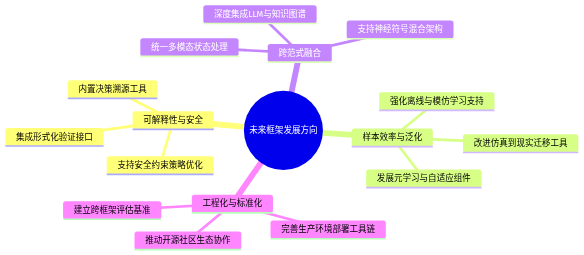 深度集成LLM与知识图谱
支持神经符号混合架构
统一多模态状态处理
跨范式融合
内置决策溯源工具
可解释性与安全
集成形式化验证接口
支持安全约束策略优化
未来框架发展方向
强化离线与模仿学习支持
样本效率与泛化
改进仿真到现实迁移工具
发展元学习与自适应组件
工程化与标准化
建立跨框架评估基准
推动开源社区生态协作
完善生产环境部署工具链